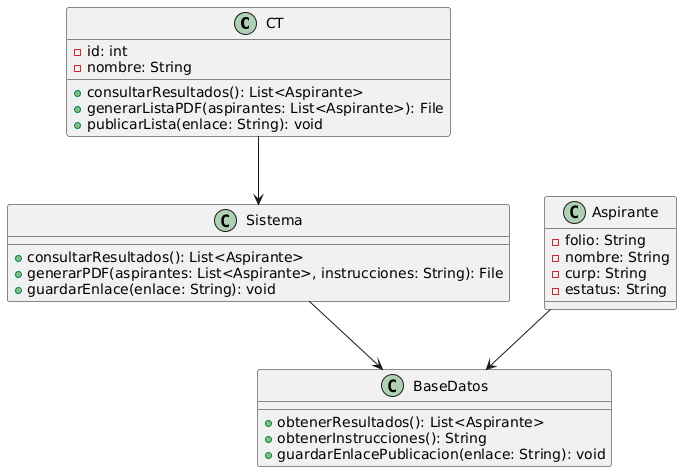 C CT
id: int
nombre: String
consultarResultados(): List<Aspirante>
generarListaPDF(aspirantes: List<Aspirante>): File
publicarLista(enlace: String): void
C Sistema
consultarResultados(): List<Aspirante>
generarPDF(aspirantes: List<Aspirante>, instrucciones: String): File
guardarEnlace(enlace: String): void
C Aspirante
folio: String
nombre: String
curp: String
estatus: String
C BaseDatos
obtenerResultados(): List<Aspirante>
obtenerInstrucciones(): String
guardarEnlacePublicacion(enlace: String): void